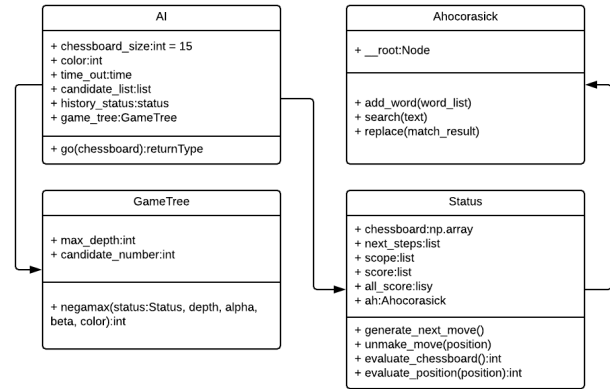 AI
+ chessboard_size:int = 15
+ color:int
+ time_out:time
+ candidate_list:list
+ history_status:status
+ game_tree:GameTree
+ go(chessboard):returnType
Ahocorasick
+ __root:Node
+ add_word(word_list)
+ search(text)
+ replace(match_result)
GameTree
+ max_depth:int
+ candidate_number:int
+ negamax(status:Status, depth, alpha,
beta, color):int
Status
+ chessboard:np.array
+ next_steps:list
+ scope:list
+ score:list
+ all_score:lisy
+ ah:Ahocorasick
+ generate_next_move()
+ unmake_move(position)
+ evaluate_chessboard():int
+ evaluate_position(position):int